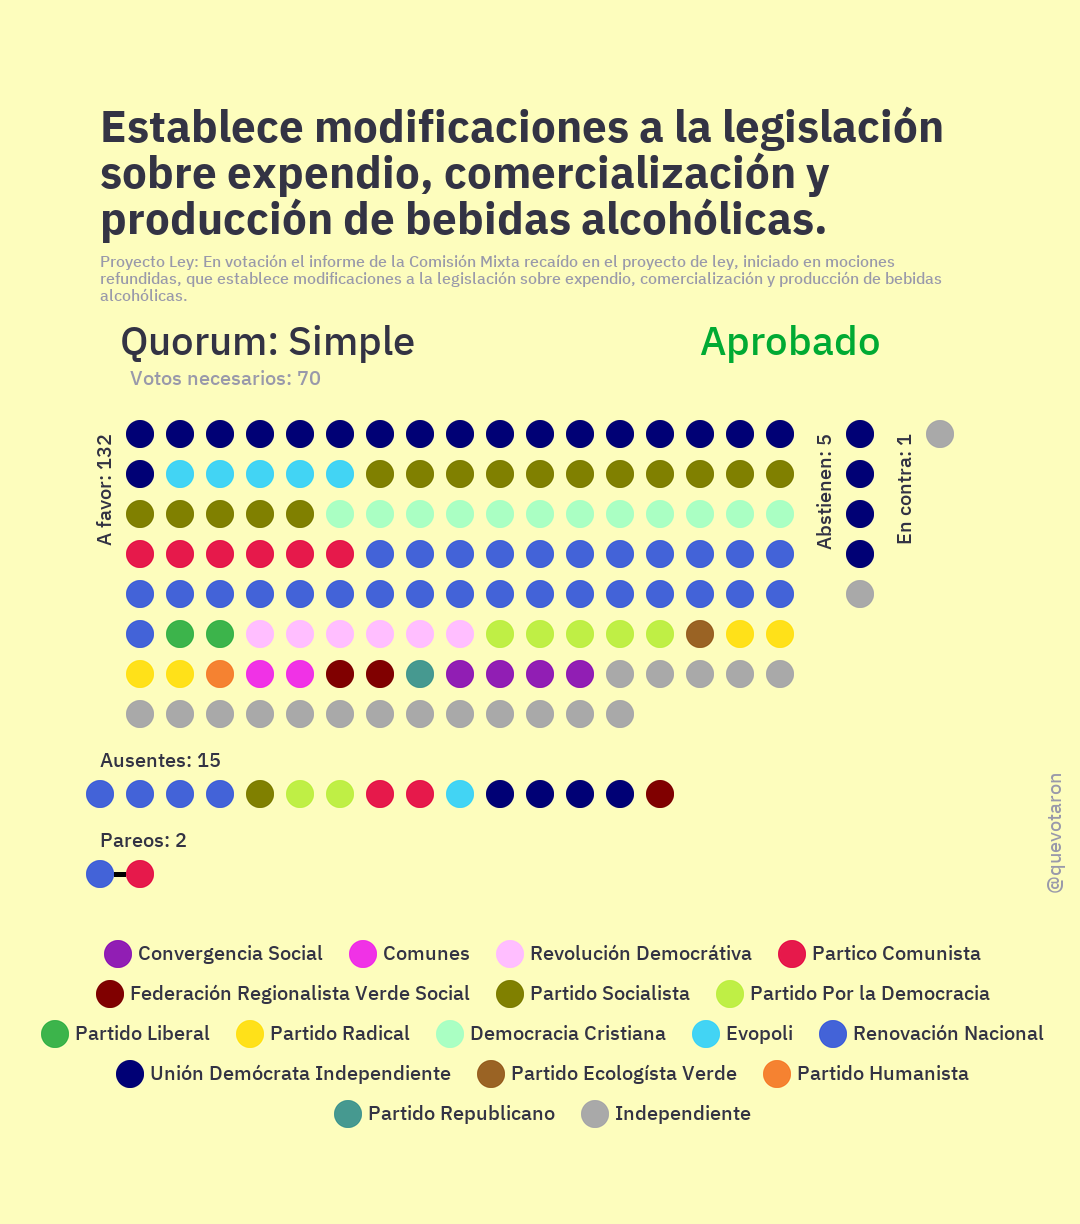 Establece modificaciones a la legislación
sobre expendio, comercialización y
producción de bebidas alcohólicas.
Proyecto Ley: En votación el informe de la Comisión Mixta recaído en el proyecto de ley, iniciado en mociones
refundidas, que establece modificaciones a la legislación sobre expendio, comercialización y producción de bebidas
alcohólicas.
Quorum: Simple
Aprobado
Votos necesarios: 70
A favor: 132
Abstienen: 5
En contra: 1
Ausentes: 15
Pareos: 2
@quevotaron
Convergencia Social
Comunes
Revolución Democrátiva
Partico Comunista
Federación Regionalista Verde Social
Partido Socialista
Partido Por la Democracia
Partido Liberal
Partido Radical
Democracia Cristiana
Evopoli
Renovación Nacional
Unión Demócrata Independiente
Partido Ecologísta Verde
Partido Humanista
Partido Republicano
Independiente